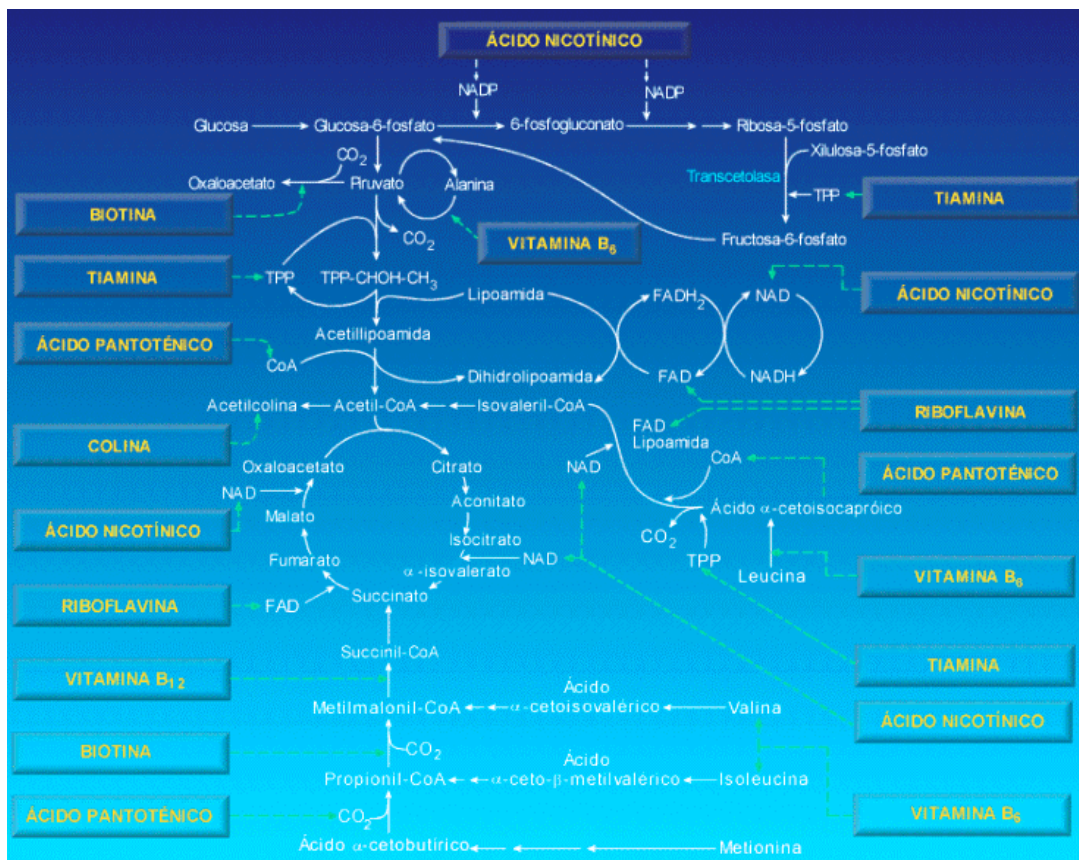 ÁCIDO NICOTÍNICO
NADP
NADP
Glucosa
Glucosa-6-fosfato
6-fosfogluconato
Ribosa-5-fosfato
Xilulosa-5-fosfato
CO2
Transcetolasa
Oxaloacetato
Piruvato
Alanina
TPP
TIAMINA
BIOTINA
CO2
VITAMINA B6
Fructosa-6-fosfato
TIAMINA
TPP
TPP-CHOH-CH3
Lipoamida
FADH2
NAD
ÁCIDO NICOTÍNICO
Acetillipoamida
ÁCIDO PANTOTÉNICO
CoA
Dihidrolipoamida
FAD
NADH
Acetilcolina
Acetil-CoA
Isovaleril-CoA
RIBOFLAVINA
FAD
Lipoamida
COLINA
Oxaloacetato
Citrato
NAD
CoA
ÁCIDO PANTOTÉNICO
NAD
Aconitato
Malato
Ácido α-cetoisocapróico
ÁCIDO NICOTÍNICO
Isocitrato
CO2
Fumarato
NAD
TPP
α-isovalerato
Leucina
VITAMINA B6
RIBOFLAVINA
FAD
Succinato
Succinil-CoA
TIAMINA
VITAMINA B12
Ácido
Metilmalonil-CoA
α-cetoisovalérico
Valina
ÁCIDO NICOTÍNICO
BIOTINA
CO2
Ácido
Propionil-CoA
α-ceto-β-metilvalérico
Isoleucina
ÁCIDO PANTOTÉNICO
CO2
VITAMINA B6
Ácido α-cetobutírico
Metionina